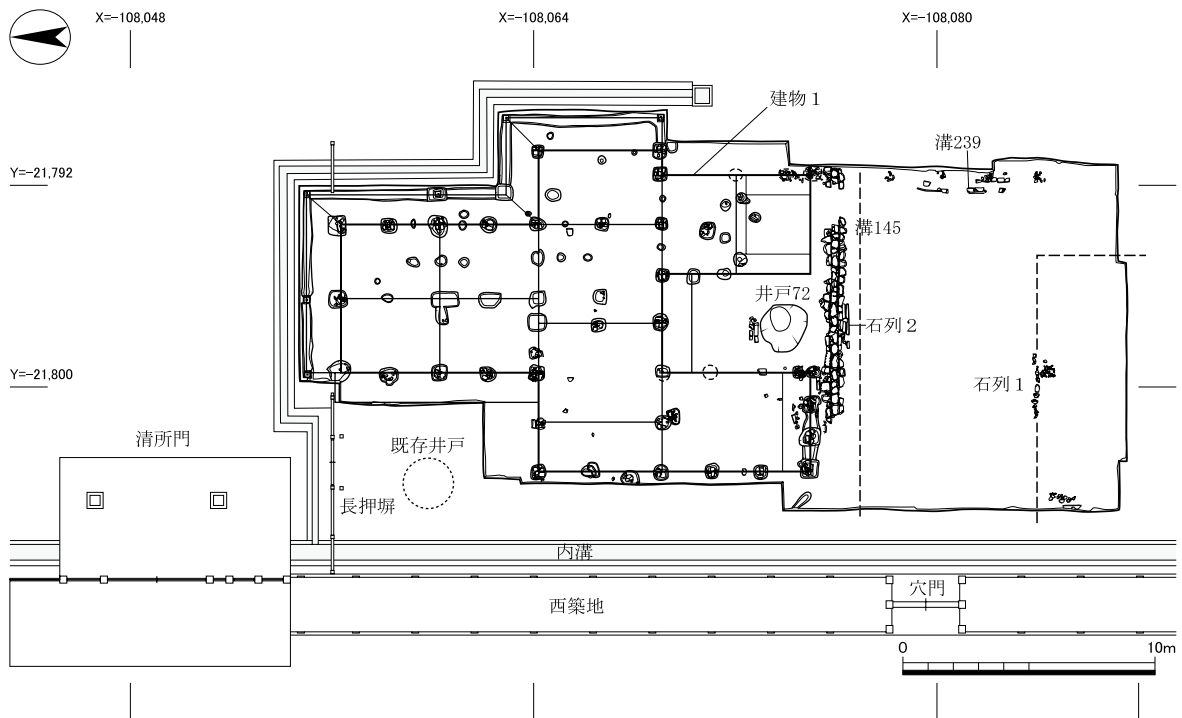 X=−108,048
X=−108,064
X=−108,080
建物１
溝239
Y=−21,792
溝145
井戸72
石列２
Y=−21,800
石列１
清所門
既存井戸
長押塀
内溝
穴門
西築地
0
10m